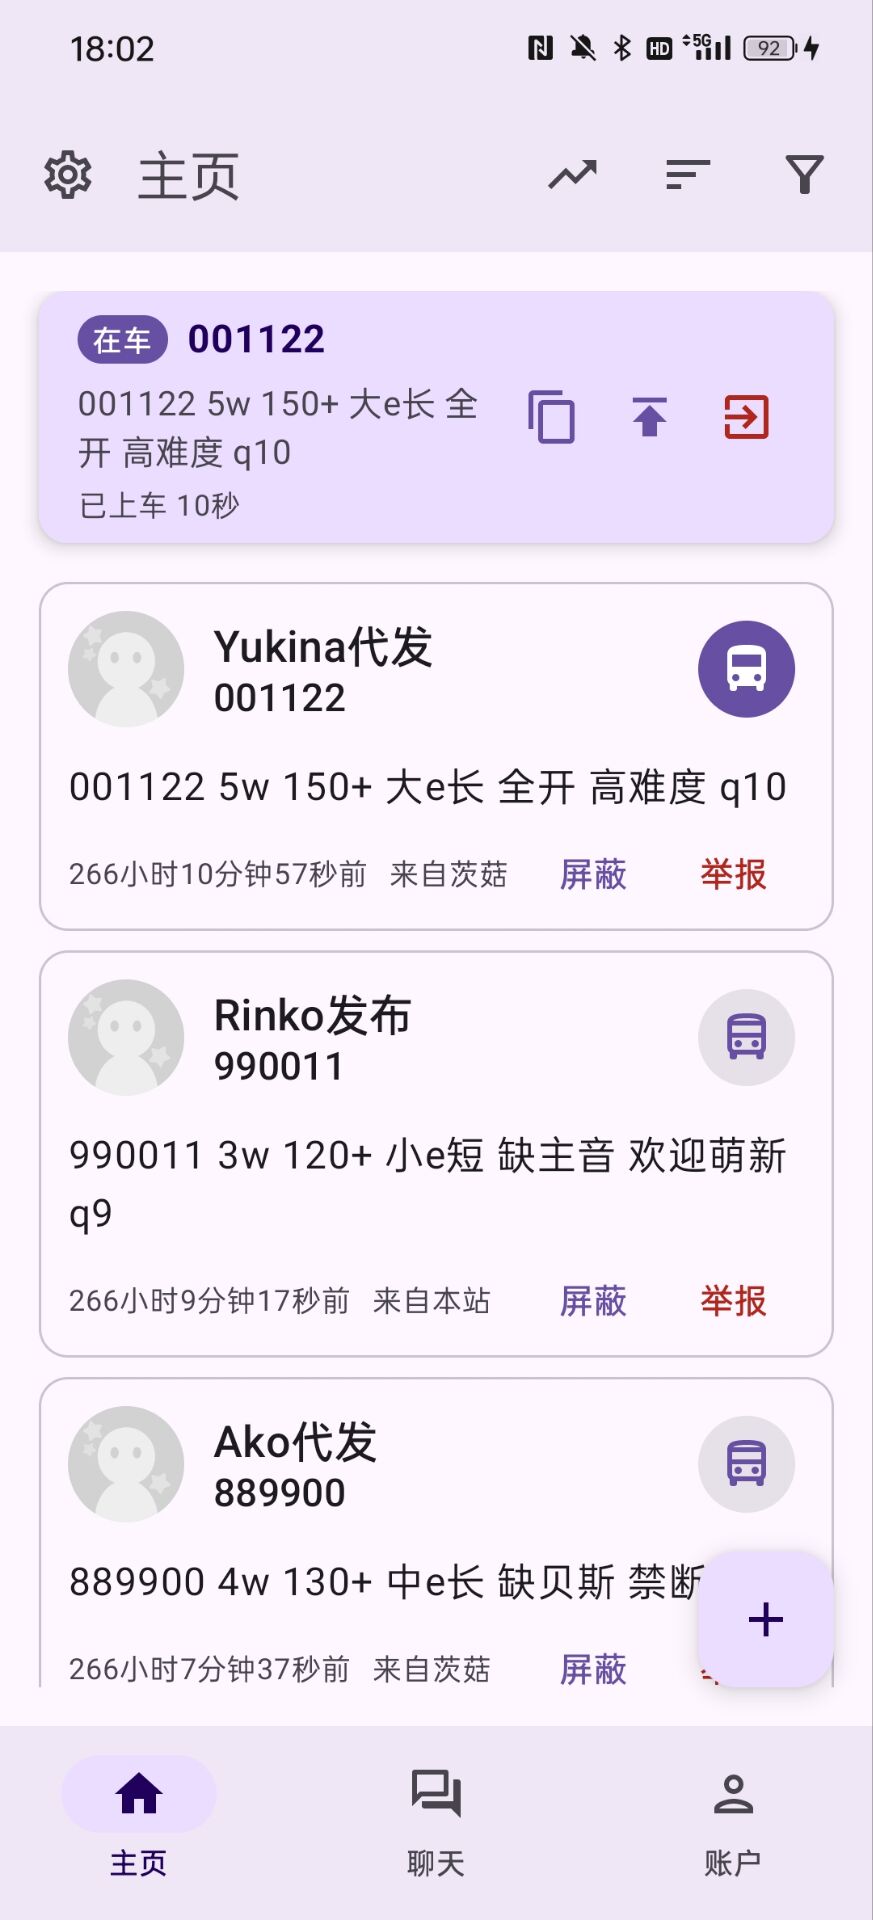 18:02
HD
5G
92
主页
在车 001122
001122 5w 150+ 大e长 全
开 高难度 q10
已上车 10秒
Yukina代发
001122
001122 5w 150+ 大e长 全开 高难度 q10
266小时10分钟57秒前 来自茨菇 屏蔽 举报
Rinko发布
990011
990011 3w 120+ 小e短 缺主音 欢迎萌新
q9
266小时9分钟17秒前 来自本站 屏蔽 举报
Ako代发
889900
889900 4w 130+ 中e长 缺贝斯 禁断
266小时7分钟37秒前 来自茨菇 屏蔽
主页 聊天 账户